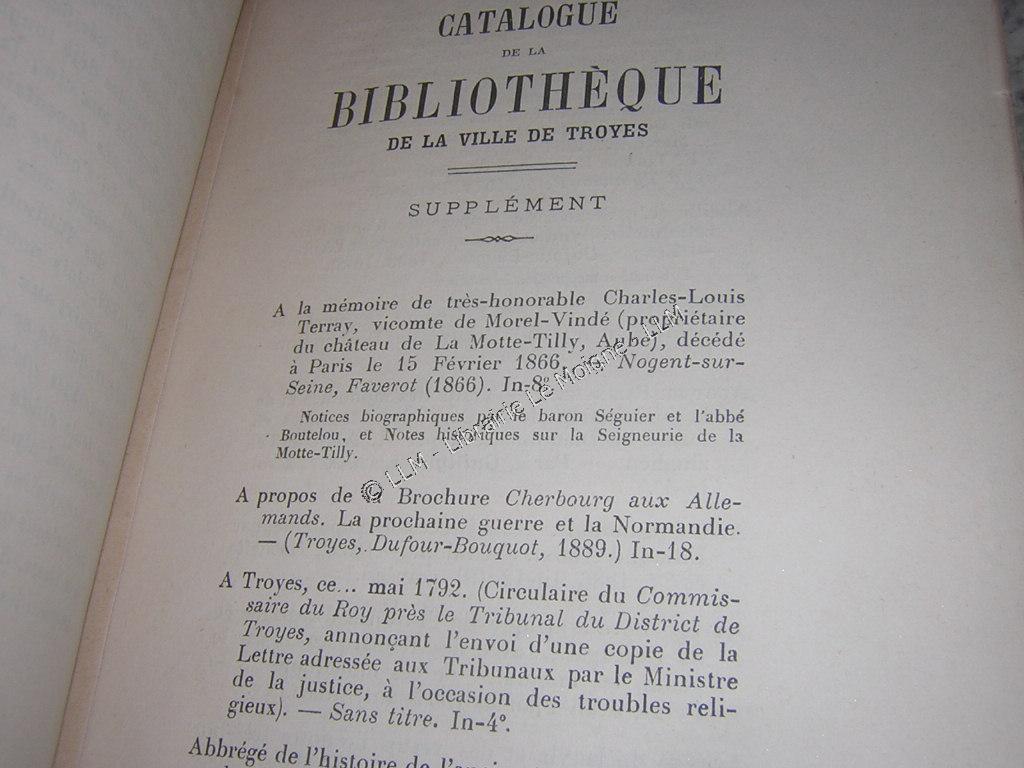 CATALOGUE
DE LA
BIBLIOTHÈQUE
DE LA VILLE DE TROYES
SUPPLÉMENT
A la mémoire de très-honorable Charles-Louis
Terray, vicomte de Morel-Vindé (propriétaire
du château de La Motte-Tilly, Aube), décédé
à Paris le 15 Février 1866, Nogent-sur-
Seine, Faverot (1866). In-8º.
Notices biographiques par le baron Séguier et l'abbé
Boutelou, et Notes historiques sur la Seigneurie de la
Motte-Tilly.
A propos de la Brochure Cherbourg aux Alle-
mands. La prochaine guerre et la Normandie.
— (Troyes, Dufour-Bouquot, 1889.) In-18.
A Troyes, ce... mai 1792. (Circulaire du Commis-
saire du Roy près le Tribunal du District de
Troyes, annonçant l'envoi d'une copie de la
Lettre adressée aux Tribunaux par le Ministre
de la justice, à l'occasion des troubles reli-
gieux). — Sans titre. In-4º.
Abbrégé de l'histoire de
© LLM - Librairie Le Moigne - LLM